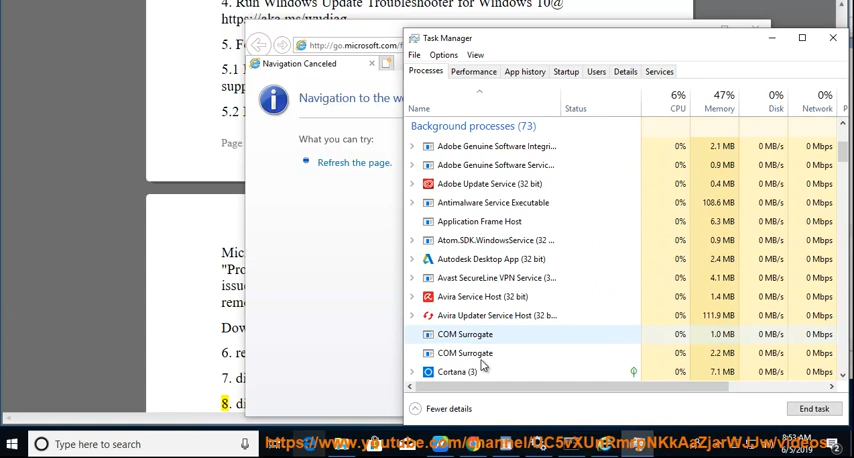 4. Run Windows Update Troubleshooter for Windows 10@
https://aka.ms/wudiag
5. F
5.1
supp
5.2
Page
Mic
"Pro
issu
remo
Dow
6. re
7. di
8. di
http://go.microsoft.com/f
Navigation Canceled
Navigation to the we
What you can try:
Refresh the page.
Task Manager
File Options View
Processes Performance App history Startup Users Details Services
6% 47% 0% 0%
Name Status CPU Memory Disk Network P
Background processes (73)
Adobe Genuine Software Integri... 0% 2.1 MB 0 MB/s 0 Mbps
Adobe Genuine Software Servic... 0% 0.9 MB 0 MB/s 0 Mbps
Adobe Update Service (32 bit) 0% 0.4 MB 0 MB/s 0 Mbps
Antimalware Service Executable 0% 108.6 MB 0 MB/s 0 Mbps
Application Frame Host 0% 6.3 MB 0 MB/s 0 Mbps
Atom.SDK.WindowsService (32 ... 0% 0.9 MB 0 MB/s 0 Mbps
Autodesk Desktop App (32 bit) 0% 2.4 MB 0 MB/s 0 Mbps
Avast SecureLine VPN Service (3... 0% 4.1 MB 0 MB/s 0 Mbps
Avira Service Host (32 bit) 0% 1.4 MB 0 MB/s 0 Mbps
Avira Updater Service Host (32 b... 0% 111.9 MB 0 MB/s 0 Mbps
COM Surrogate 0% 1.0 MB 0 MB/s 0 Mbps
COM Surrogate 0% 2.2 MB 0 MB/s 0 Mbps
Cortana (3) 0% 7.1 MB 0 MB/s 0 Mbps
Fewer details End task
Type here to search
8:53 AM
6/5/2019
2